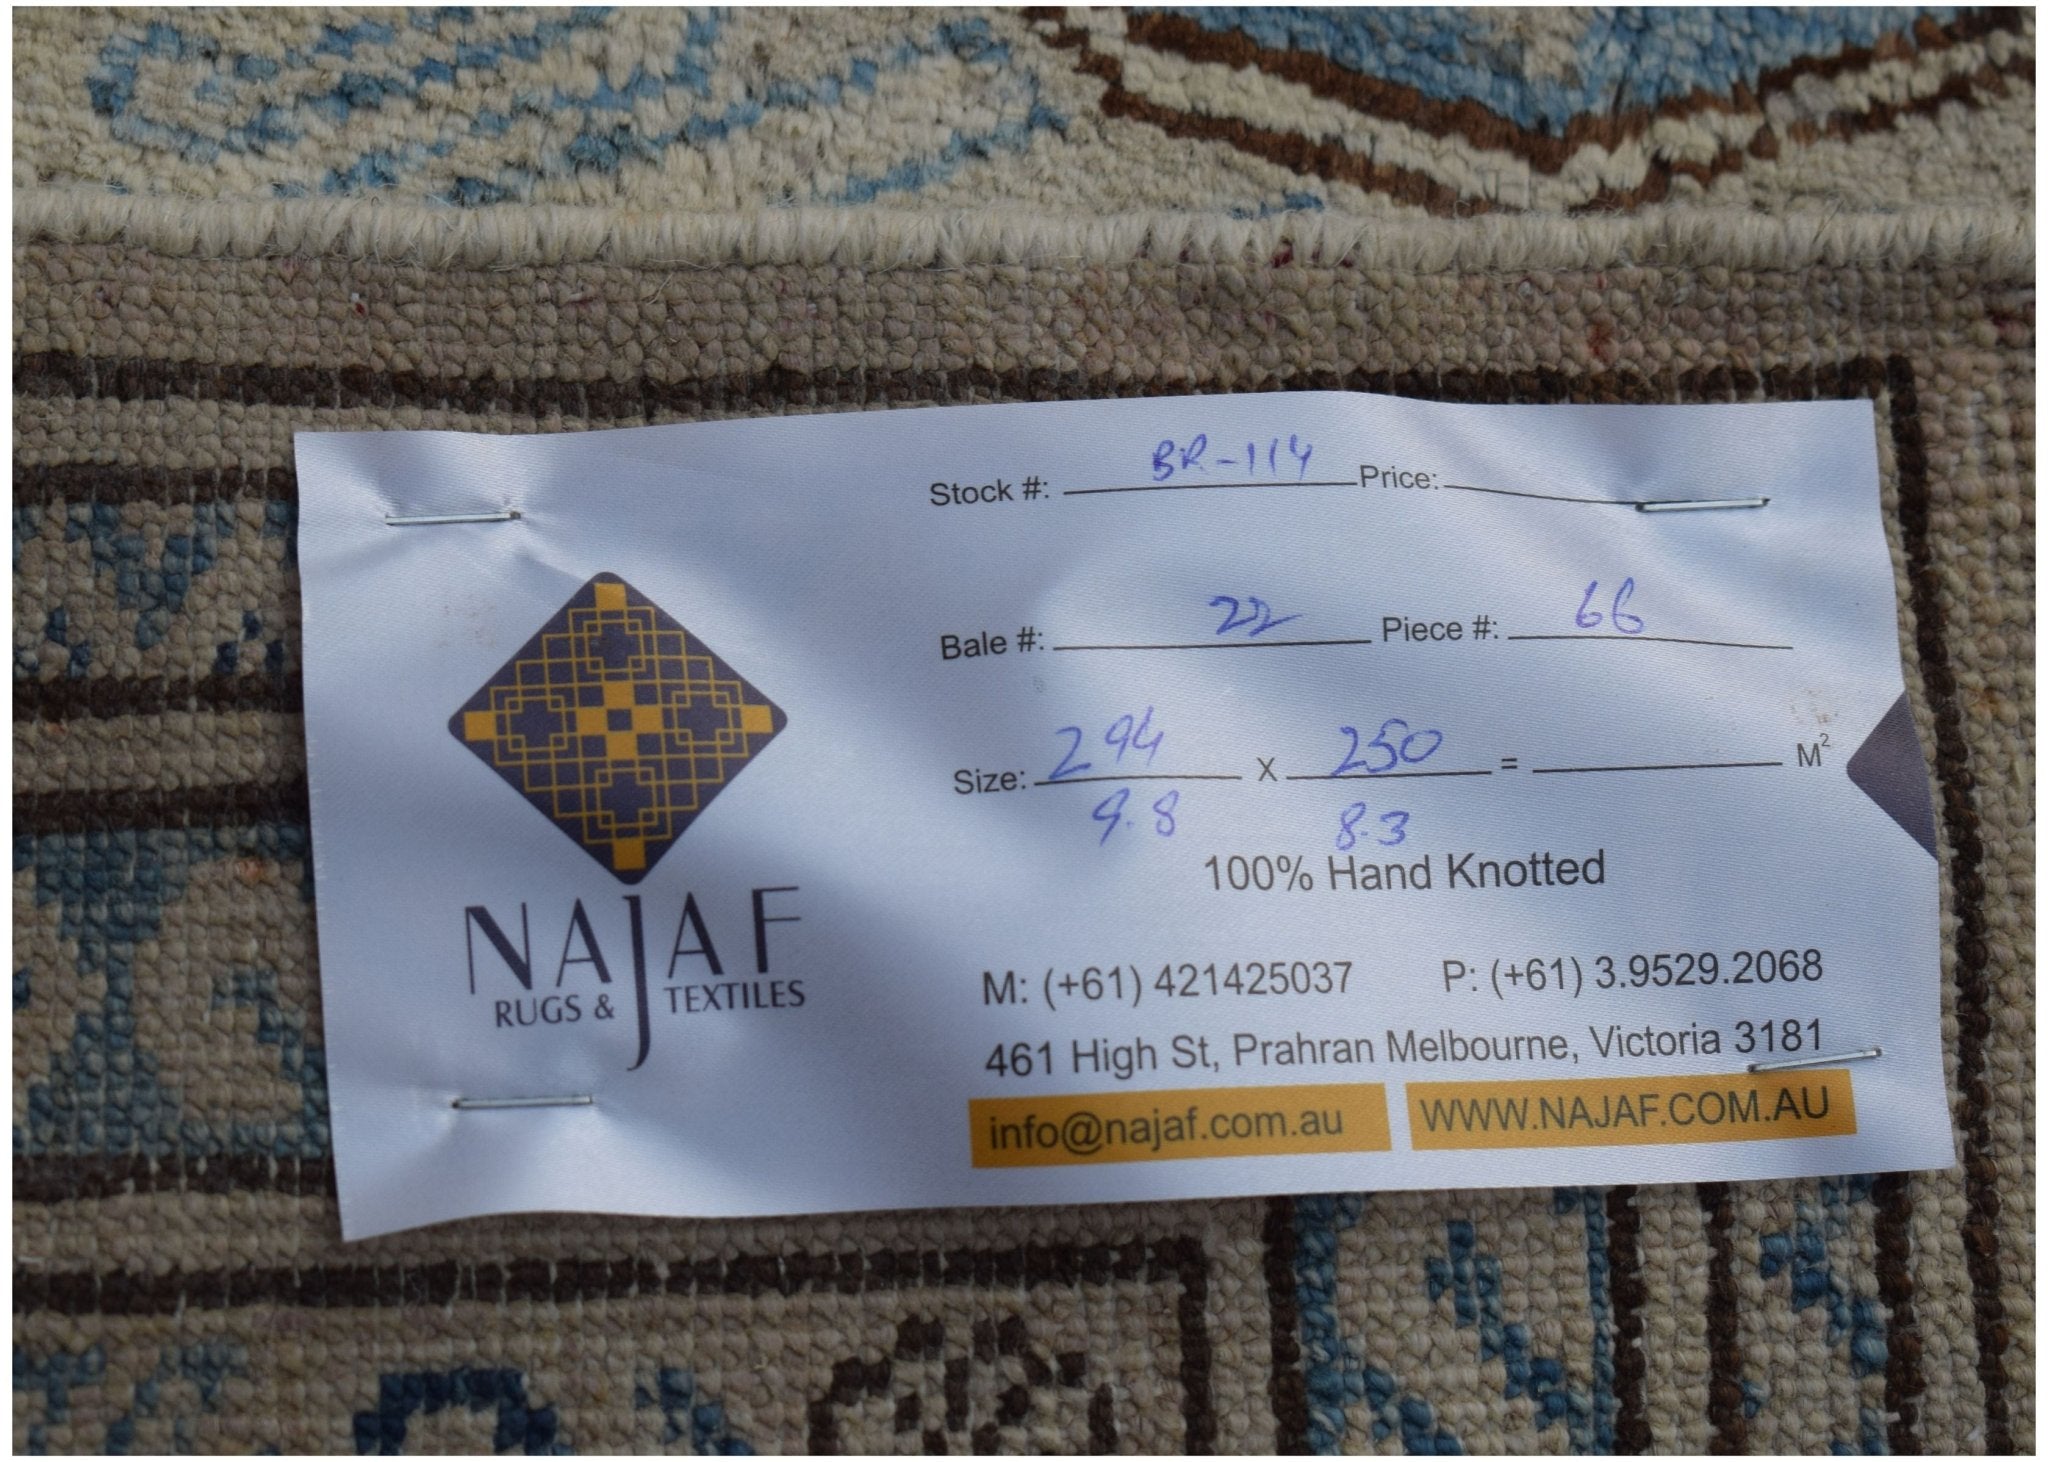 Stock #: BR-114 Price:
Bale #: 22 Piece #: 66
Size: 294 X 250 = M²
9.8 8.3
100% Hand Knotted
NAJAF
RUGS & TEXTILES
M: (+61) 421425037 P: (+61) 3.9529.2068
461 High St, Prahran Melbourne, Victoria 3181
info@najaf.com.au WWW.NAJAF.COM.AU